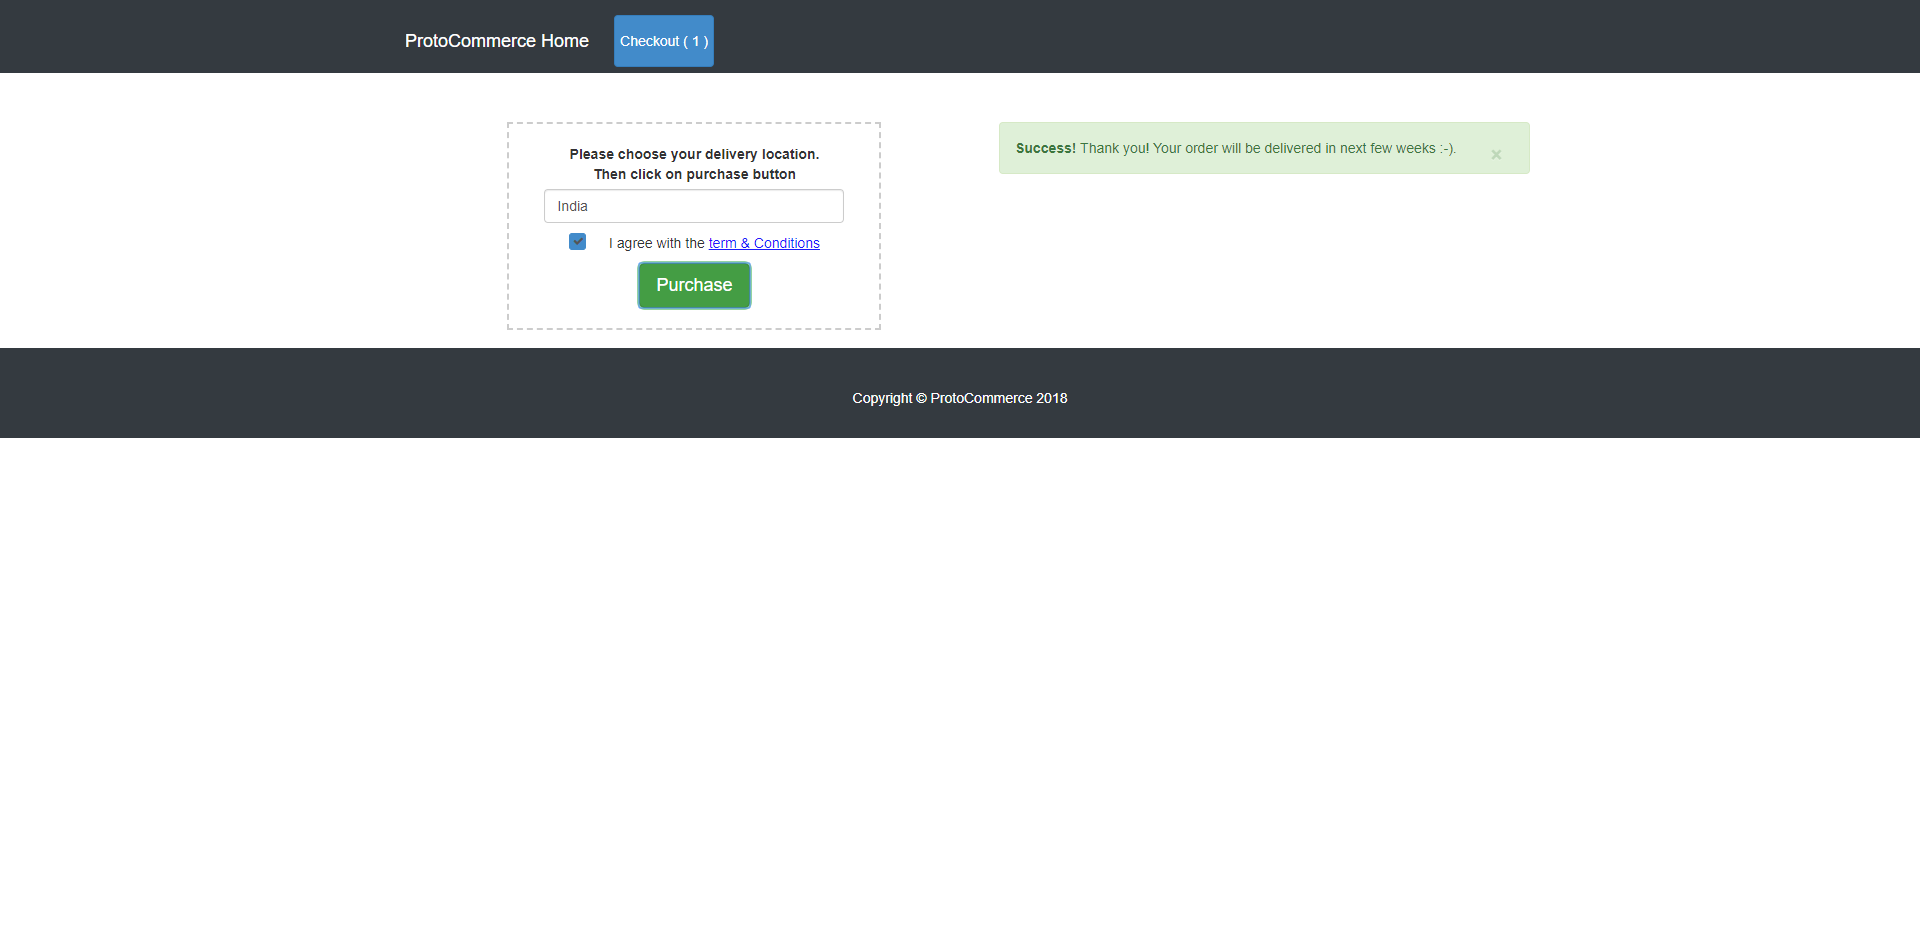 ProtoCommerce Home
Checkout ( 1 )
Please choose your delivery location.
Then click on purchase button
India
I agree with the term & Conditions
Purchase
Success! Thank you! Your order will be delivered in next few weeks :-).
×
Copyright © ProtoCommerce 2018